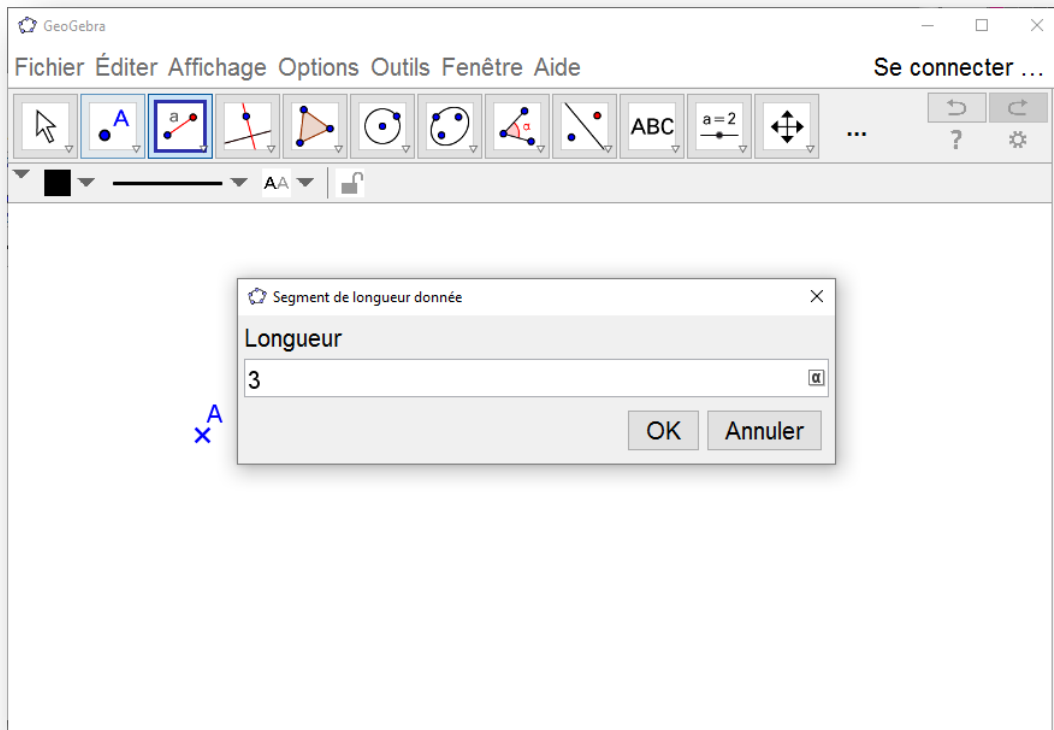 GeoGebra
Fichier Éditer Affichage Options Outils Fenêtre Aide Se connecter ...
A a α ABC a=2 ... ?
AA
Segment de longueur donnée
Longueur
3 α
A
OK Annuler